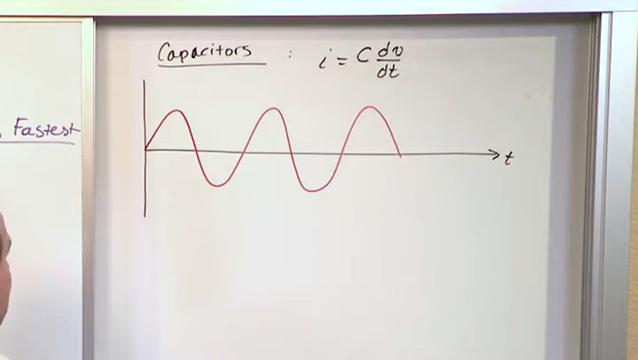 Capacitors : i = C dv/dt
Fastest
t